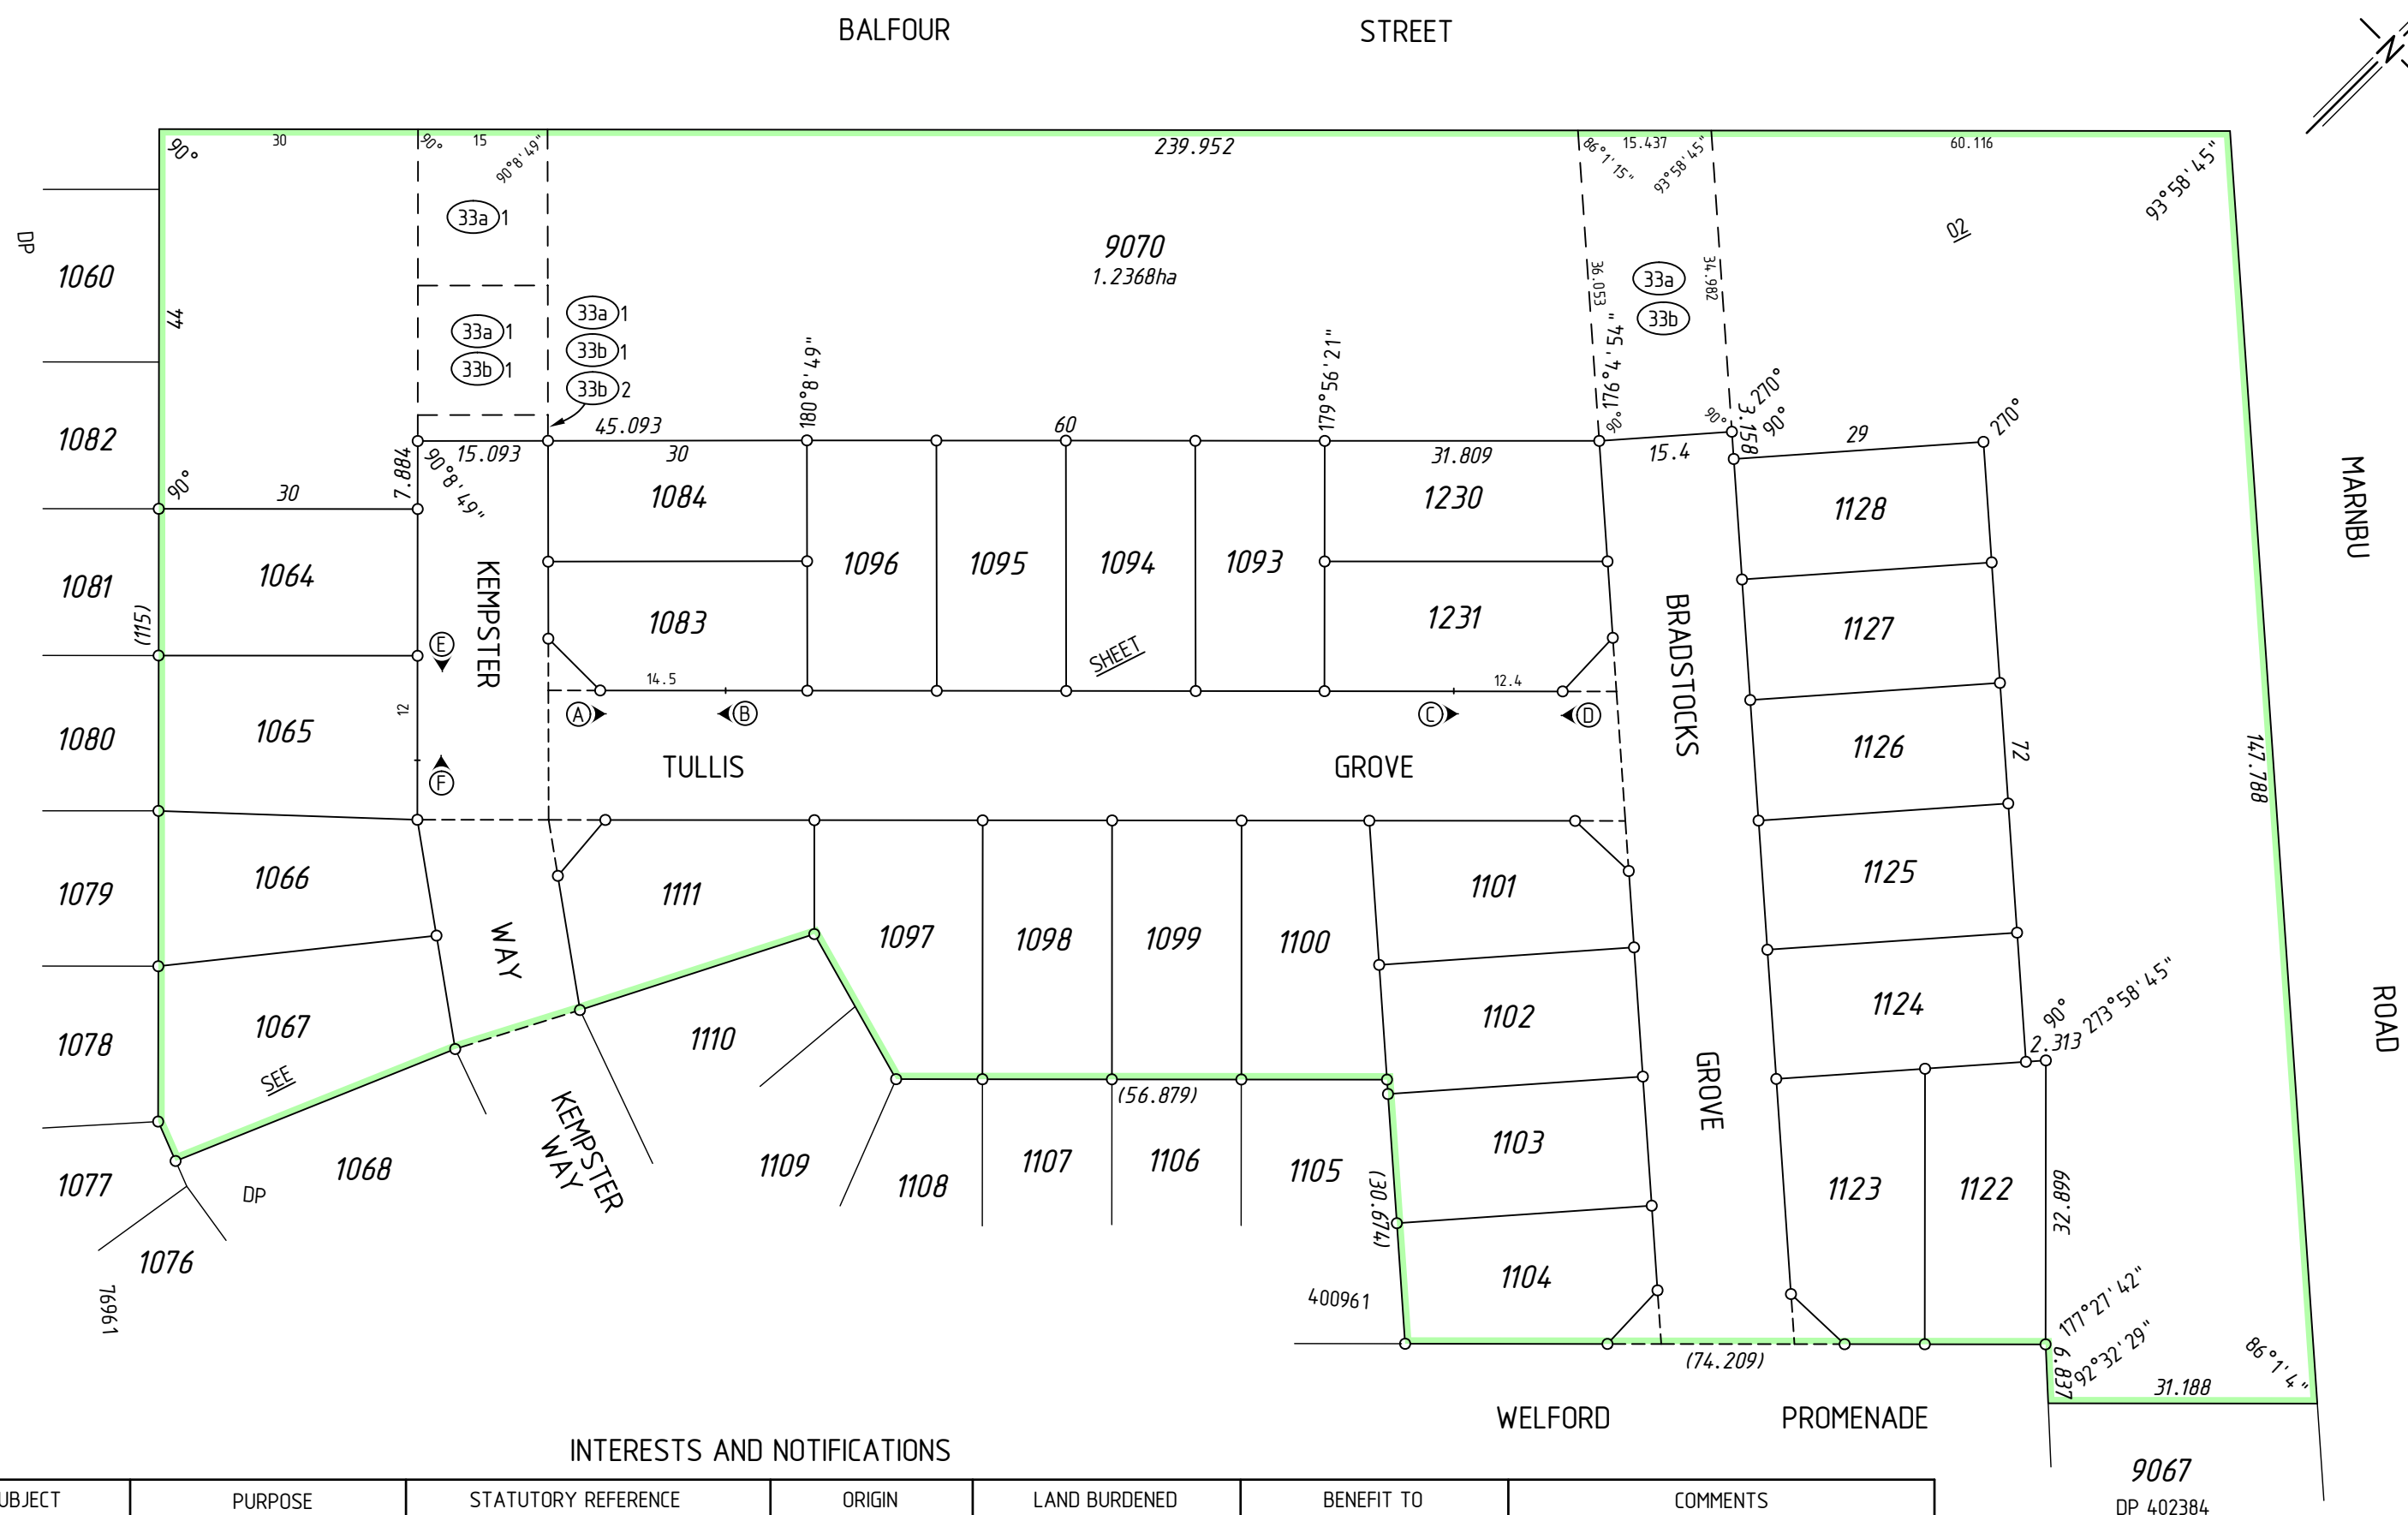 BALFOUR STREET
N
90° 30 90° 15 90°8'49" 239.952 86°1'15" 15.437 93°58'45" 60.116 93°58'45"
DP
1060
44
33a 1
33a 1
33b 1
33a 1
33b 1
33b 2
9070
1.2368ha
02
36.053
34.982
33a
33b
180°8'49"
179°56'21"
176°4'54"
90°
90°
270°
3.158
90°
270°
1082
90°
30
7.884
90°8'49"
15.093
45.093
30
60
31.809
15.4
29
MARNBU
ROAD
1084
1230
1128
1081
(115)
1064
KEMPSTER
1083
1096
1095
1094
1093
1231
BRADSTOCKS
1127
SHEET
E
14.5
12.4
A
B
C
D
12
1080
1065
F
TULLIS GROVE
1126
72
147.788
1079
1066
WAY
1111
1097
1098
1099
1100
1101
1125
1078
1067
SEE
1110
1102
1124
90°
2.313
273°58'45"
(56.879)
GROVE
1077
DP
1068
KEMPSTER
WAY
1109
1108
1107
1106
1105
(30.674)
1103
1123
1122
32.899
1076
76961
400961
1104
(74.209)
177°27'42"
92°32'29"
6.837
86°1'4"
31.188
WELFORD PROMENADE
9067
DP 402384
INTERESTS AND NOTIFICATIONS
UBJECT PURPOSE STATUTORY REFERENCE ORIGIN LAND BURDENED BENEFIT TO COMMENTS